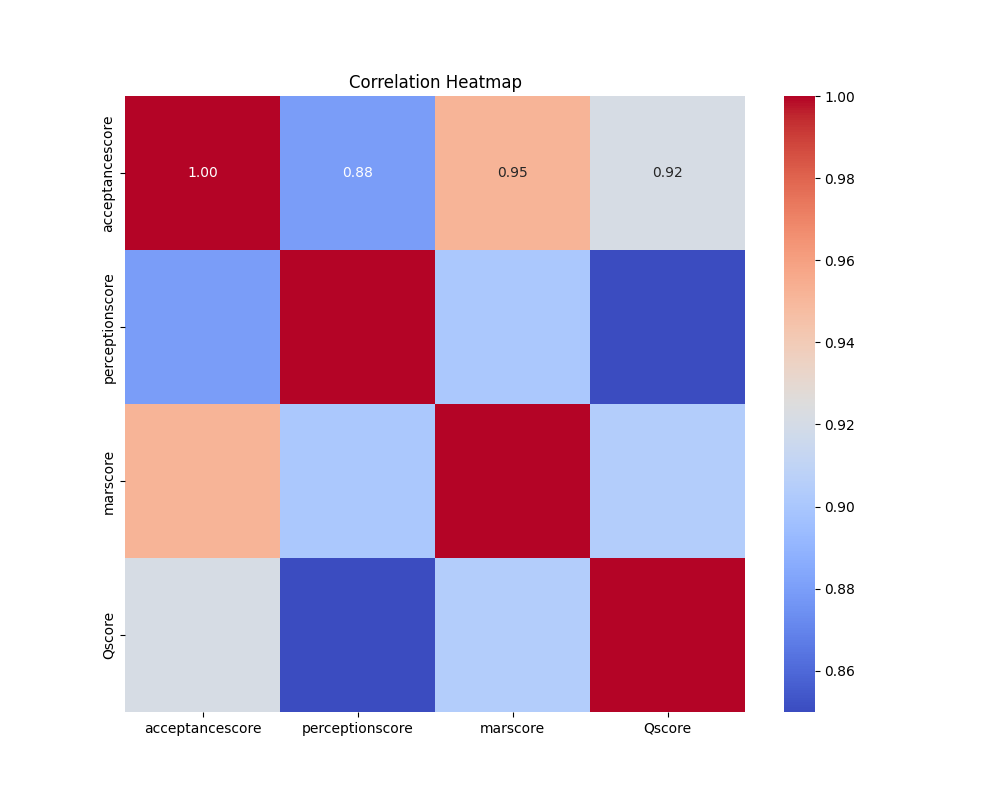 Correlation Heatmap
acceptancescore
perceptionscore
marscore
Qscore
1.00 0.88 0.95 0.92
acceptancescore perceptionscore marscore Qscore
1.00
0.98
0.96
0.94
0.92
0.90
0.88
0.86